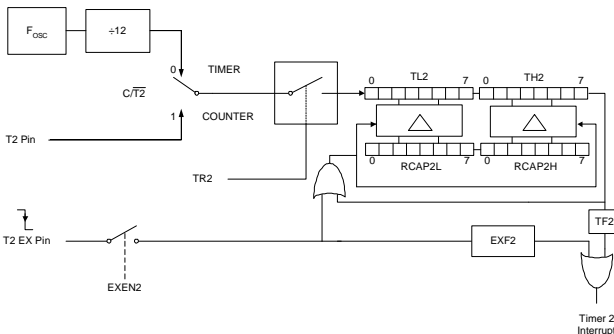 FOSC
÷12
0 TIMER
C/T2
1 COUNTER
T2 Pin
TR2
0 TL2 7
0 TH2 7
0 RCAP2L 7
0 RCAP2H 7
T2 EX Pin
EXEN2
EXF2
TF2
Timer 2
Interrupt